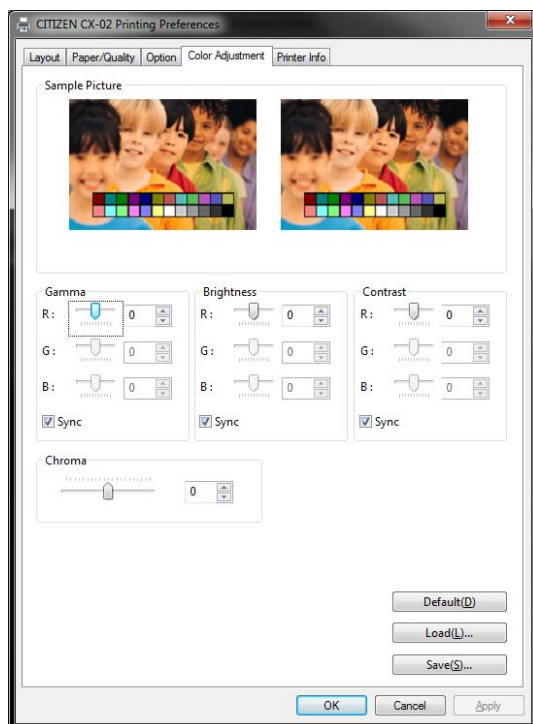 CITIZEN CX-02 Printing Preferences
Layout Paper/Quality Option Color Adjustment Printer Info
Sample Picture
Gamma Brightness Contrast
R: 0 R: 0 R: 0
G: 0 G: 0 G: 0
B: 0 B: 0 B: 0
Sync Sync Sync
Chroma
0
Default(D)
Load(L)...
Save(S)...
OK Cancel Apply